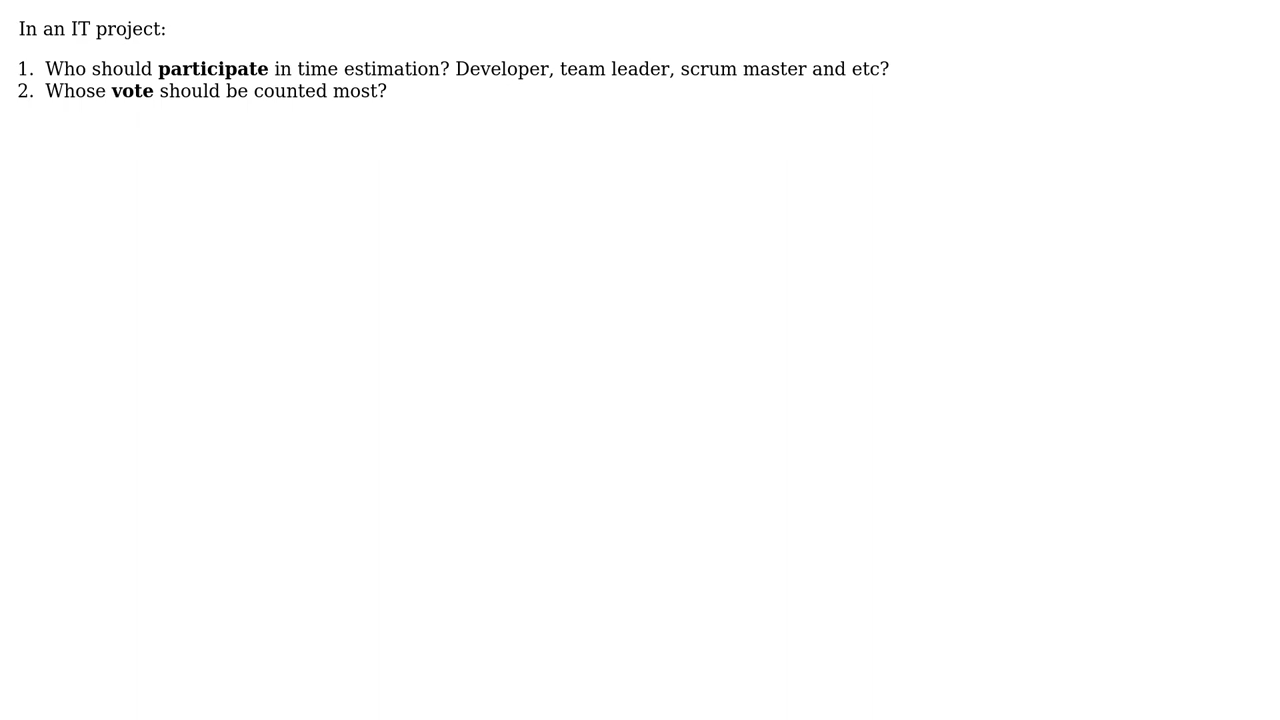 In an IT project:
1. Who should participate in time estimation? Developer, team leader, scrum master and etc?
2. Whose vote should be counted most?